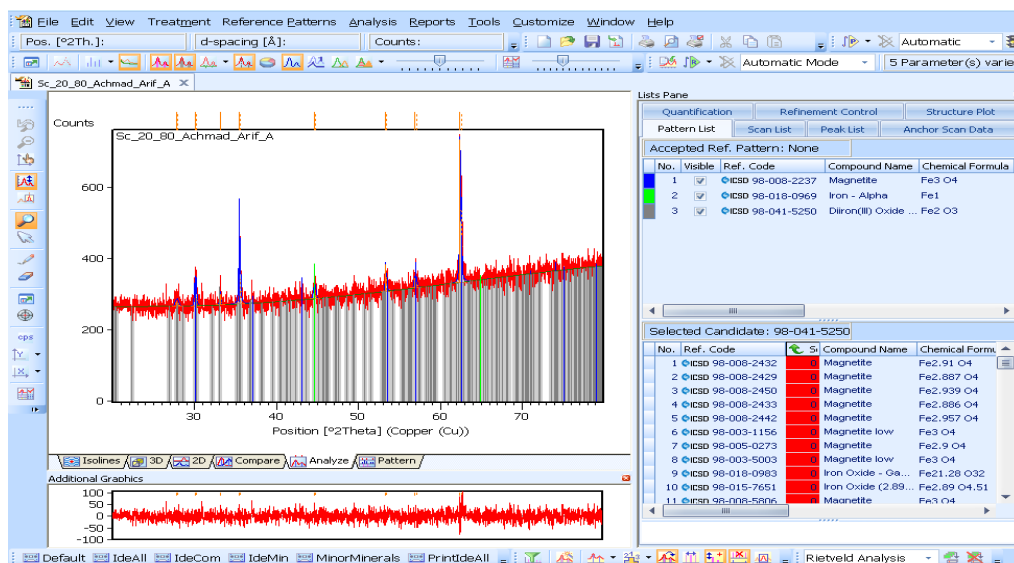 File Edit View Treatment Reference Patterns Analysis Reports Tools Customize Window Help
Pos. [°2Th.]: d-spacing [Å]: Counts: Automatic
Automatic Mode 5 Parameter(s) varie
Sc_20_80_Achmad_Arif_A
Counts
Sc_20_80_Achmad_Arif_A
600
400
200
0
30 40 50 60 70
Position [°2Theta] (Copper (Cu))
cps
Isolines 3D 2D Compare Analyze Pattern
Additional Graphics
100
50
0
-50
-100
Lists Pane
Quantification Refinement Control Structure Plot
Pattern List Scan List Peak List Anchor Scan Data
Accepted Ref. Pattern: None
No. Visible Ref. Code Compound Name Chemical Formula
1 ICSD 98-008-2237 Magnetite Fe3 O4
2 ICSD 98-018-0969 Iron - Alpha Fe1
3 ICSD 98-041-5250 Diiron(III) Oxide ... Fe2 O3
Selected Candidate: 98-041-5250
No. Ref. Code Compound Name Chemical Formu
1 ICSD 98-008-2432 0 Magnetite Fe2.91 O4
2 ICSD 98-008-2429 0 Magnetite Fe2.887 O4
3 ICSD 98-008-2450 0 Magnetite Fe2.939 O4
4 ICSD 98-008-2433 0 Magnetite Fe2.886 O4
5 ICSD 98-008-2442 0 Magnetite Fe2.957 O4
6 ICSD 98-003-1156 0 Magnetite low Fe3 O4
7 ICSD 98-005-0273 0 Magnetite Fe2.9 O4
8 ICSD 98-003-5003 0 Magnetite low Fe3 O4
9 ICSD 98-018-0983 0 Iron Oxide - Ga... Fe21.28 O32
10 ICSD 98-015-7651 0 Iron Oxide (2.89... Fe2.89 O4.51
11 ICSD 98-008-5806 0 Magnetite Fe3 O4
Default IdeAll IdeCom IdeMin MinorMinerals PrintIdeAll Rietveld Analysis